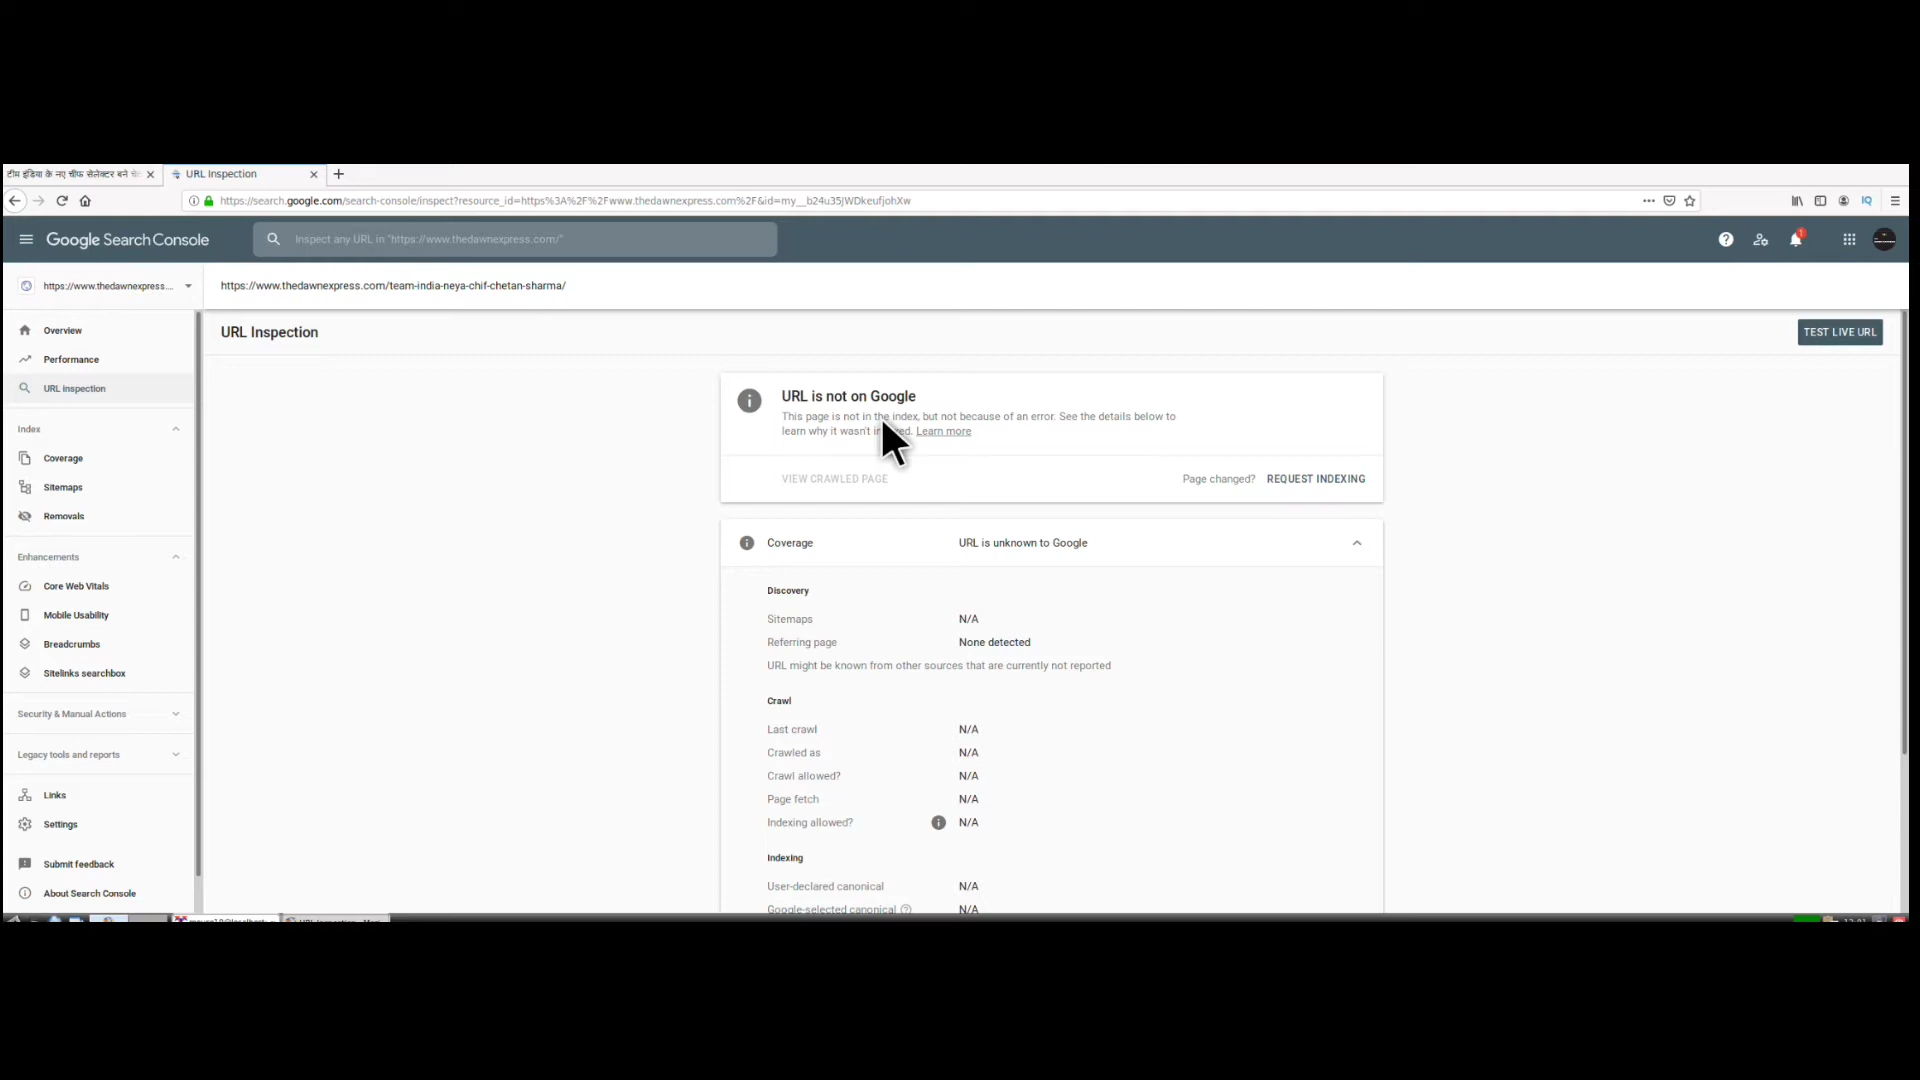 टीम इंडिया के नए चीफ सेलेक्टर बने
URL Inspection
https://search.google.com/search-console/inspect?resource_id=https%3A%2F%2Fwww.thedawnexpress.com%2F&id=my__b24u35JWDkeufjohXw
Google Search Console
Inspect any URL in "https://www.thedawnexpress.com/"
1
https://www.thedawnexpress....
https://www.thedawnexpress.com/team-india-neya-chif-chetan-sharma/
Overview
Performance
URL inspection
Index
Coverage
Sitemaps
Removals
Enhancements
Core Web Vitals
Mobile Usability
Breadcrumbs
Sitelinks searchbox
Security & Manual Actions
Legacy tools and reports
Links
Settings
Submit feedback
About Search Console
URL Inspection
TEST LIVE URL
URL is not on Google
This page is not in the index, but not because of an error. See the details below to
learn why it wasn't Learn more
VIEW CRAWLED PAGE
Page changed? REQUEST INDEXING
Coverage URL is unknown to Google
Discovery
Sitemaps N/A
Referring page None detected
URL might be known from other sources that are currently not reported
Crawl
Last crawl N/A
Crawled as N/A
Crawl allowed? N/A
Page fetch N/A
Indexing allowed? N/A
Indexing
User-declared canonical N/A
Google-selected canonical N/A